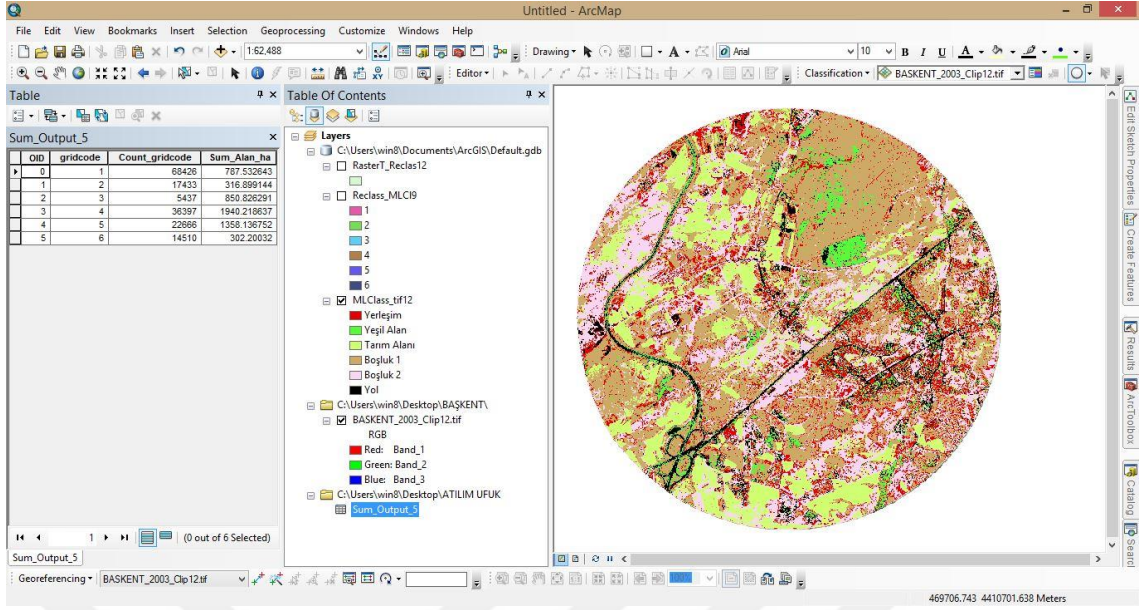 Untitled - ArcMap
File Edit View Bookmarks Insert Selection Geoprocessing Customize Windows Help
1:62,488
Drawing
A
Arial
10
B I U A
Editor
Classification
BASKENT_2003_Clip12.tif
Table
Sum_Output_5
OID gridcode Count_gridcode Sum_Alan_ha
0 1 68426 787.532643
1 2 17433 316.899144
2 3 5437 850.826291
3 4 36397 1940.218637
4 5 22666 1358.136752
5 6 14510 302.20032
1
(0 out of 6 Selected)
Sum_Output_5
Table Of Contents
Layers
C:\Users\win8\Documents\ArcGIS\Default.gdb
RasterT_Reclas12
Reclass_MLCl9
1
2
3
4
5
6
MLClass_tif12
Yerleşim
Yeşil Alan
Tarım Alanı
Boşluk 1
Boşluk 2
Yol
C:\Users\win8\Desktop\BAŞKENT\
BASKENT_2003_Clip12.tif
RGB
Red: Band_1
Green: Band_2
Blue: Band_3
C:\Users\win8\Desktop\ATILIM UFUK
Sum_Output_5
Edit Sketch Properties
Create Features
Results
ArcToolbox
Catalog
Search
Georeferencing
BASKENT_2003_Clip12.tif
100%
469706.743 4410701.638 Meters